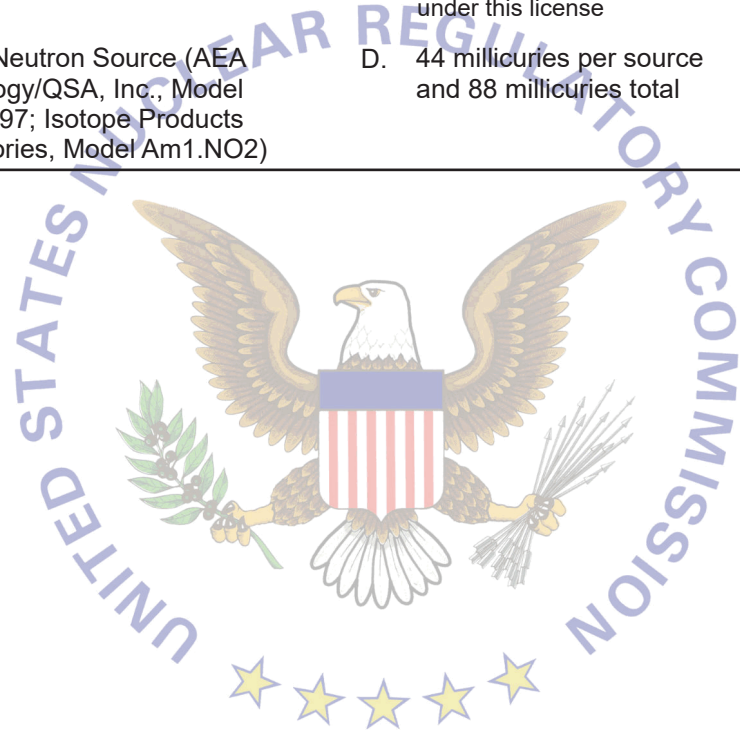 under this license
Neutron Source (AEA
ogy/QSA, Inc., Model
97; Isotope Products
ories, Model Am1.NO2)
D. 44 millicuries per source
and 88 millicuries total
UNITED STATES NUCLEAR REGULATORY COMMISSION